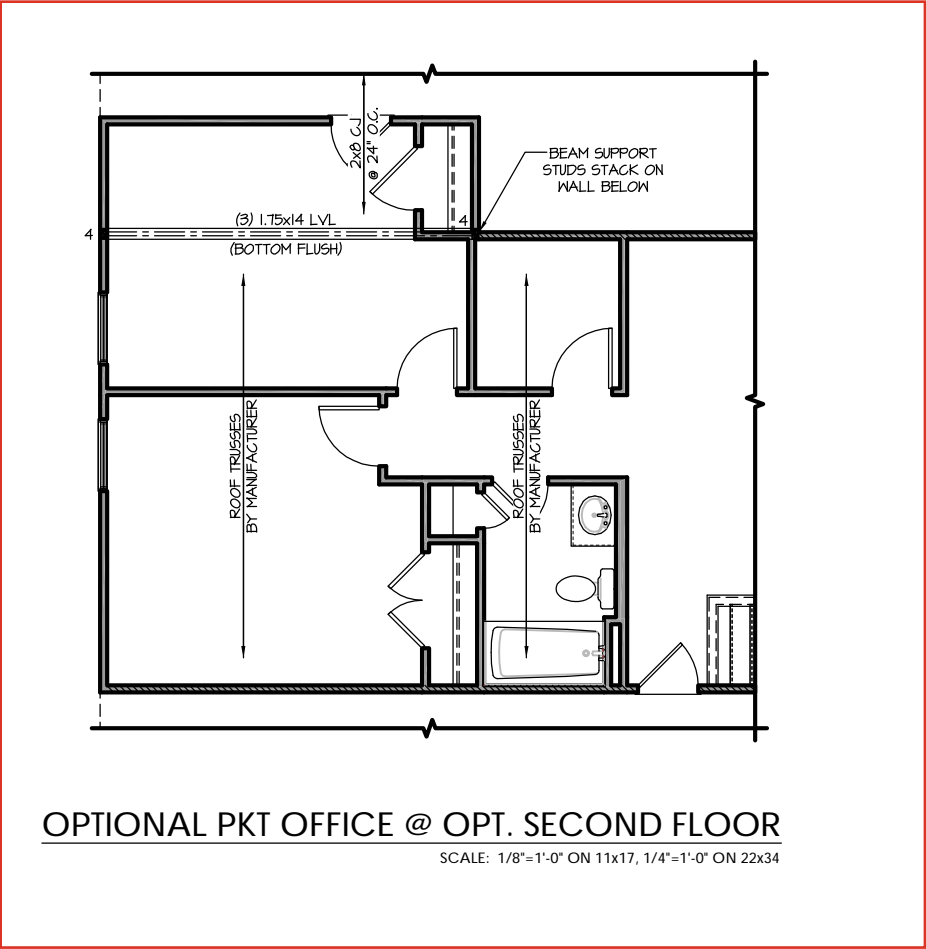 2x8 CJ
@ 24" O.C.
BEAM SUPPORT
STUDS STACK ON
WALL BELOW
(3) 1.75x14 LVL
4
4
(BOTTOM FLUSH)
ROOF TRUSSES
BY MANUFACTURER
ROOF TRUSSES
BY MANUFACTURER
OPTIONAL PKT OFFICE @ OPT. SECOND FLOOR
SCALE: 1/8"=1'-0" ON 11x17, 1/4"=1'-0" ON 22x34